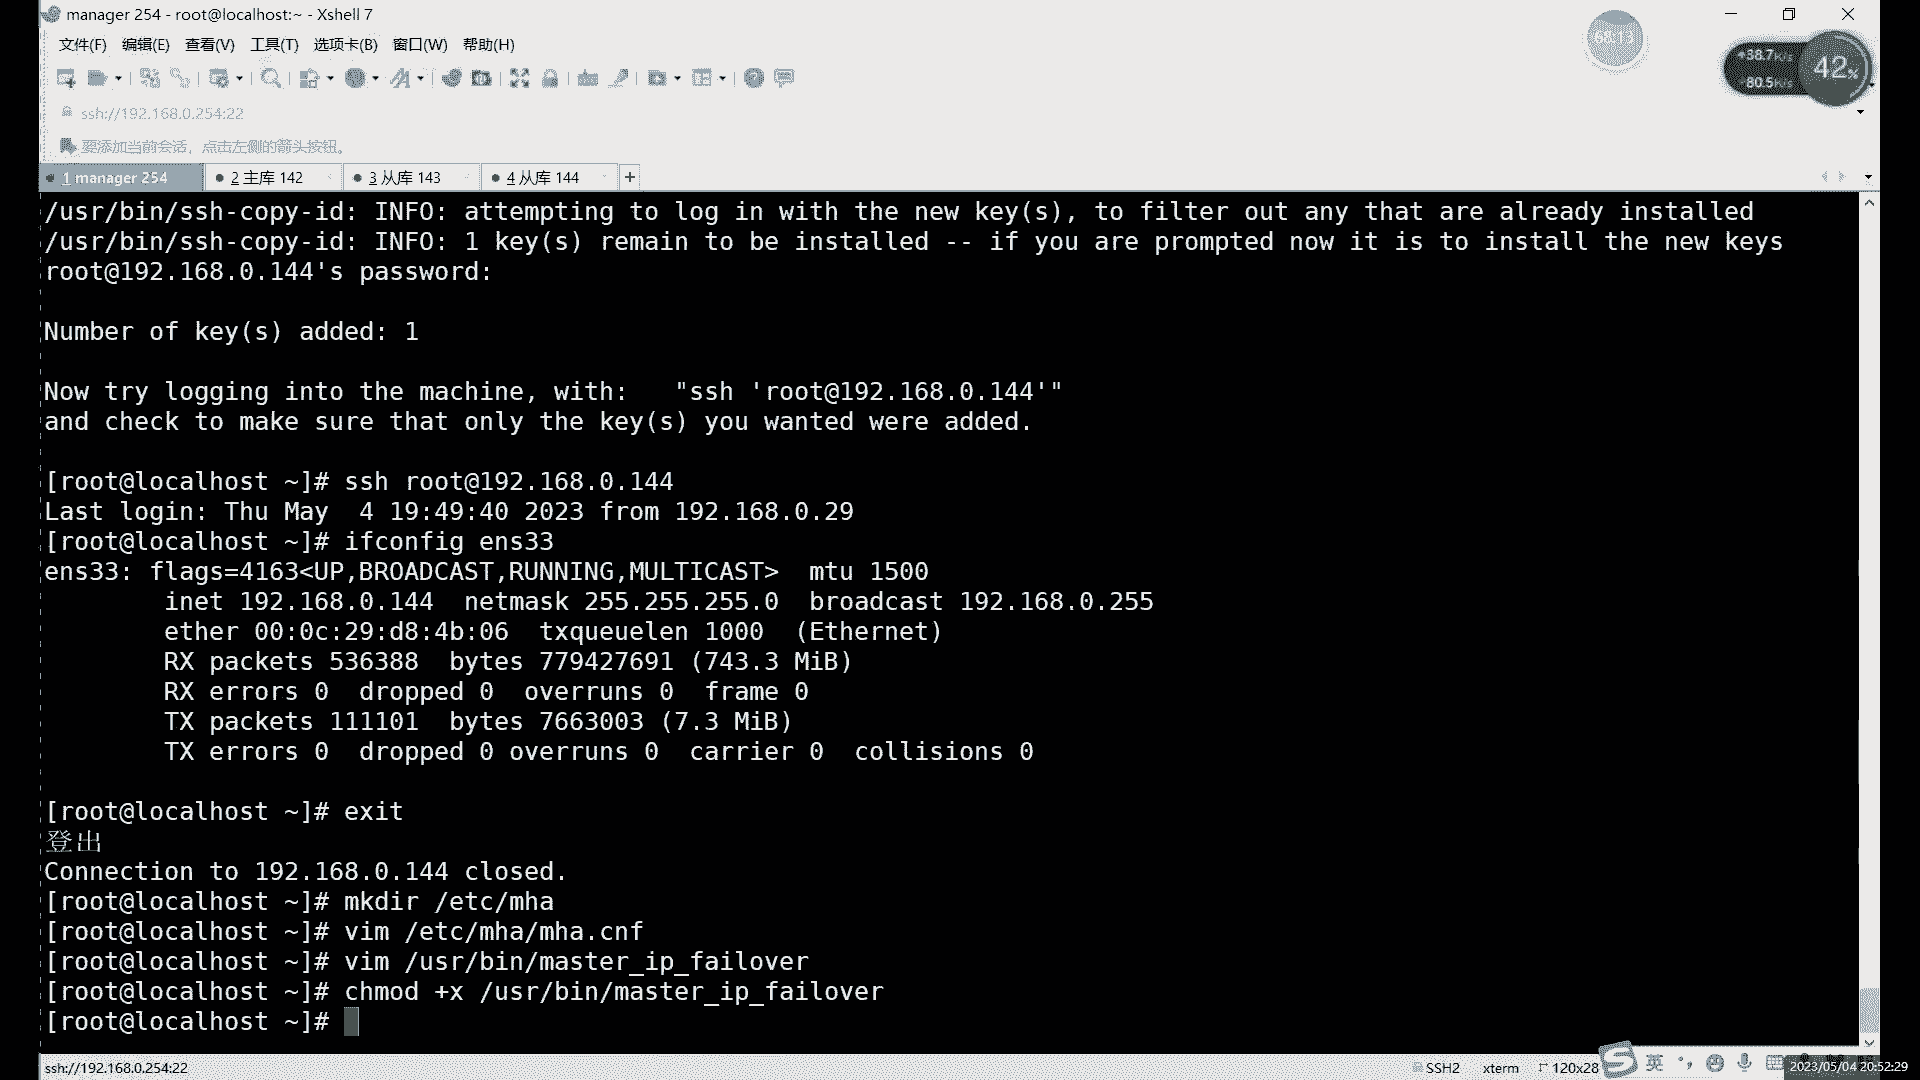 manager 254 - root@localhost:~ - Xshell 7
文件(F) 编辑(E) 查看(V) 工具(T) 选项卡(B) 窗口(W) 帮助(H)
68:13
38.7K/s
80.5K/s
42%
ssh://192.168.0.254:22
要添加当前会话，点击左侧的箭头按钮。
1 manager 254
2 主库 142
3 从库 143
4 从库 144
+
/usr/bin/ssh-copy-id: INFO: attempting to log in with the new key(s), to filter out any that are already installed
/usr/bin/ssh-copy-id: INFO: 1 key(s) remain to be installed -- if you are prompted now it is to install the new keys
root@192.168.0.144's password:
Number of key(s) added: 1
Now try logging into the machine, with:   "ssh 'root@192.168.0.144'"
and check to make sure that only the key(s) you wanted were added.
[root@localhost ~]# ssh root@192.168.0.144
Last login: Thu May  4 19:49:40 2023 from 192.168.0.29
[root@localhost ~]# ifconfig ens33
ens33: flags=4163<UP,BROADCAST,RUNNING,MULTICAST>  mtu 1500
        inet 192.168.0.144  netmask 255.255.255.0  broadcast 192.168.0.255
        ether 00:0c:29:d8:4b:06  txqueuelen 1000  (Ethernet)
        RX packets 536388  bytes 779427691 (743.3 MiB)
        RX errors 0  dropped 0  overruns 0  frame 0
        TX packets 111101  bytes 7663003 (7.3 MiB)
        TX errors 0  dropped 0 overruns 0  carrier 0  collisions 0
[root@localhost ~]# exit
登出
Connection to 192.168.0.144 closed.
[root@localhost ~]# mkdir /etc/mha
[root@localhost ~]# vim /etc/mha/mha.cnf
[root@localhost ~]# vim /usr/bin/master_ip_failover
[root@localhost ~]# chmod +x /usr/bin/master_ip_failover
[root@localhost ~]#
ssh://192.168.0.254:22
SSH2
xterm
120x28
英
2023/05/04 20:52:29